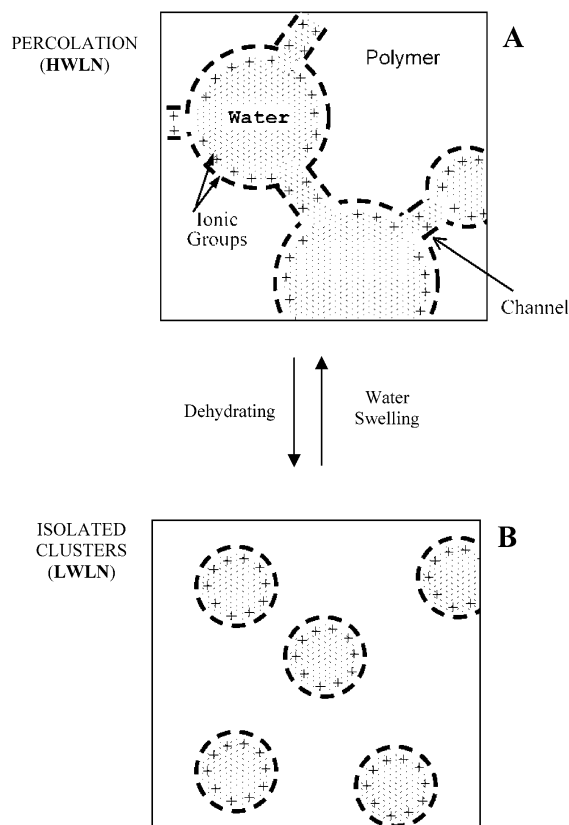 PERCOLATION
(HWLN)
A
Polymer
Water
Ionic
Groups
Channel
Dehydrating
Water
Swelling
ISOLATED
CLUSTERS
(LWLN)
B